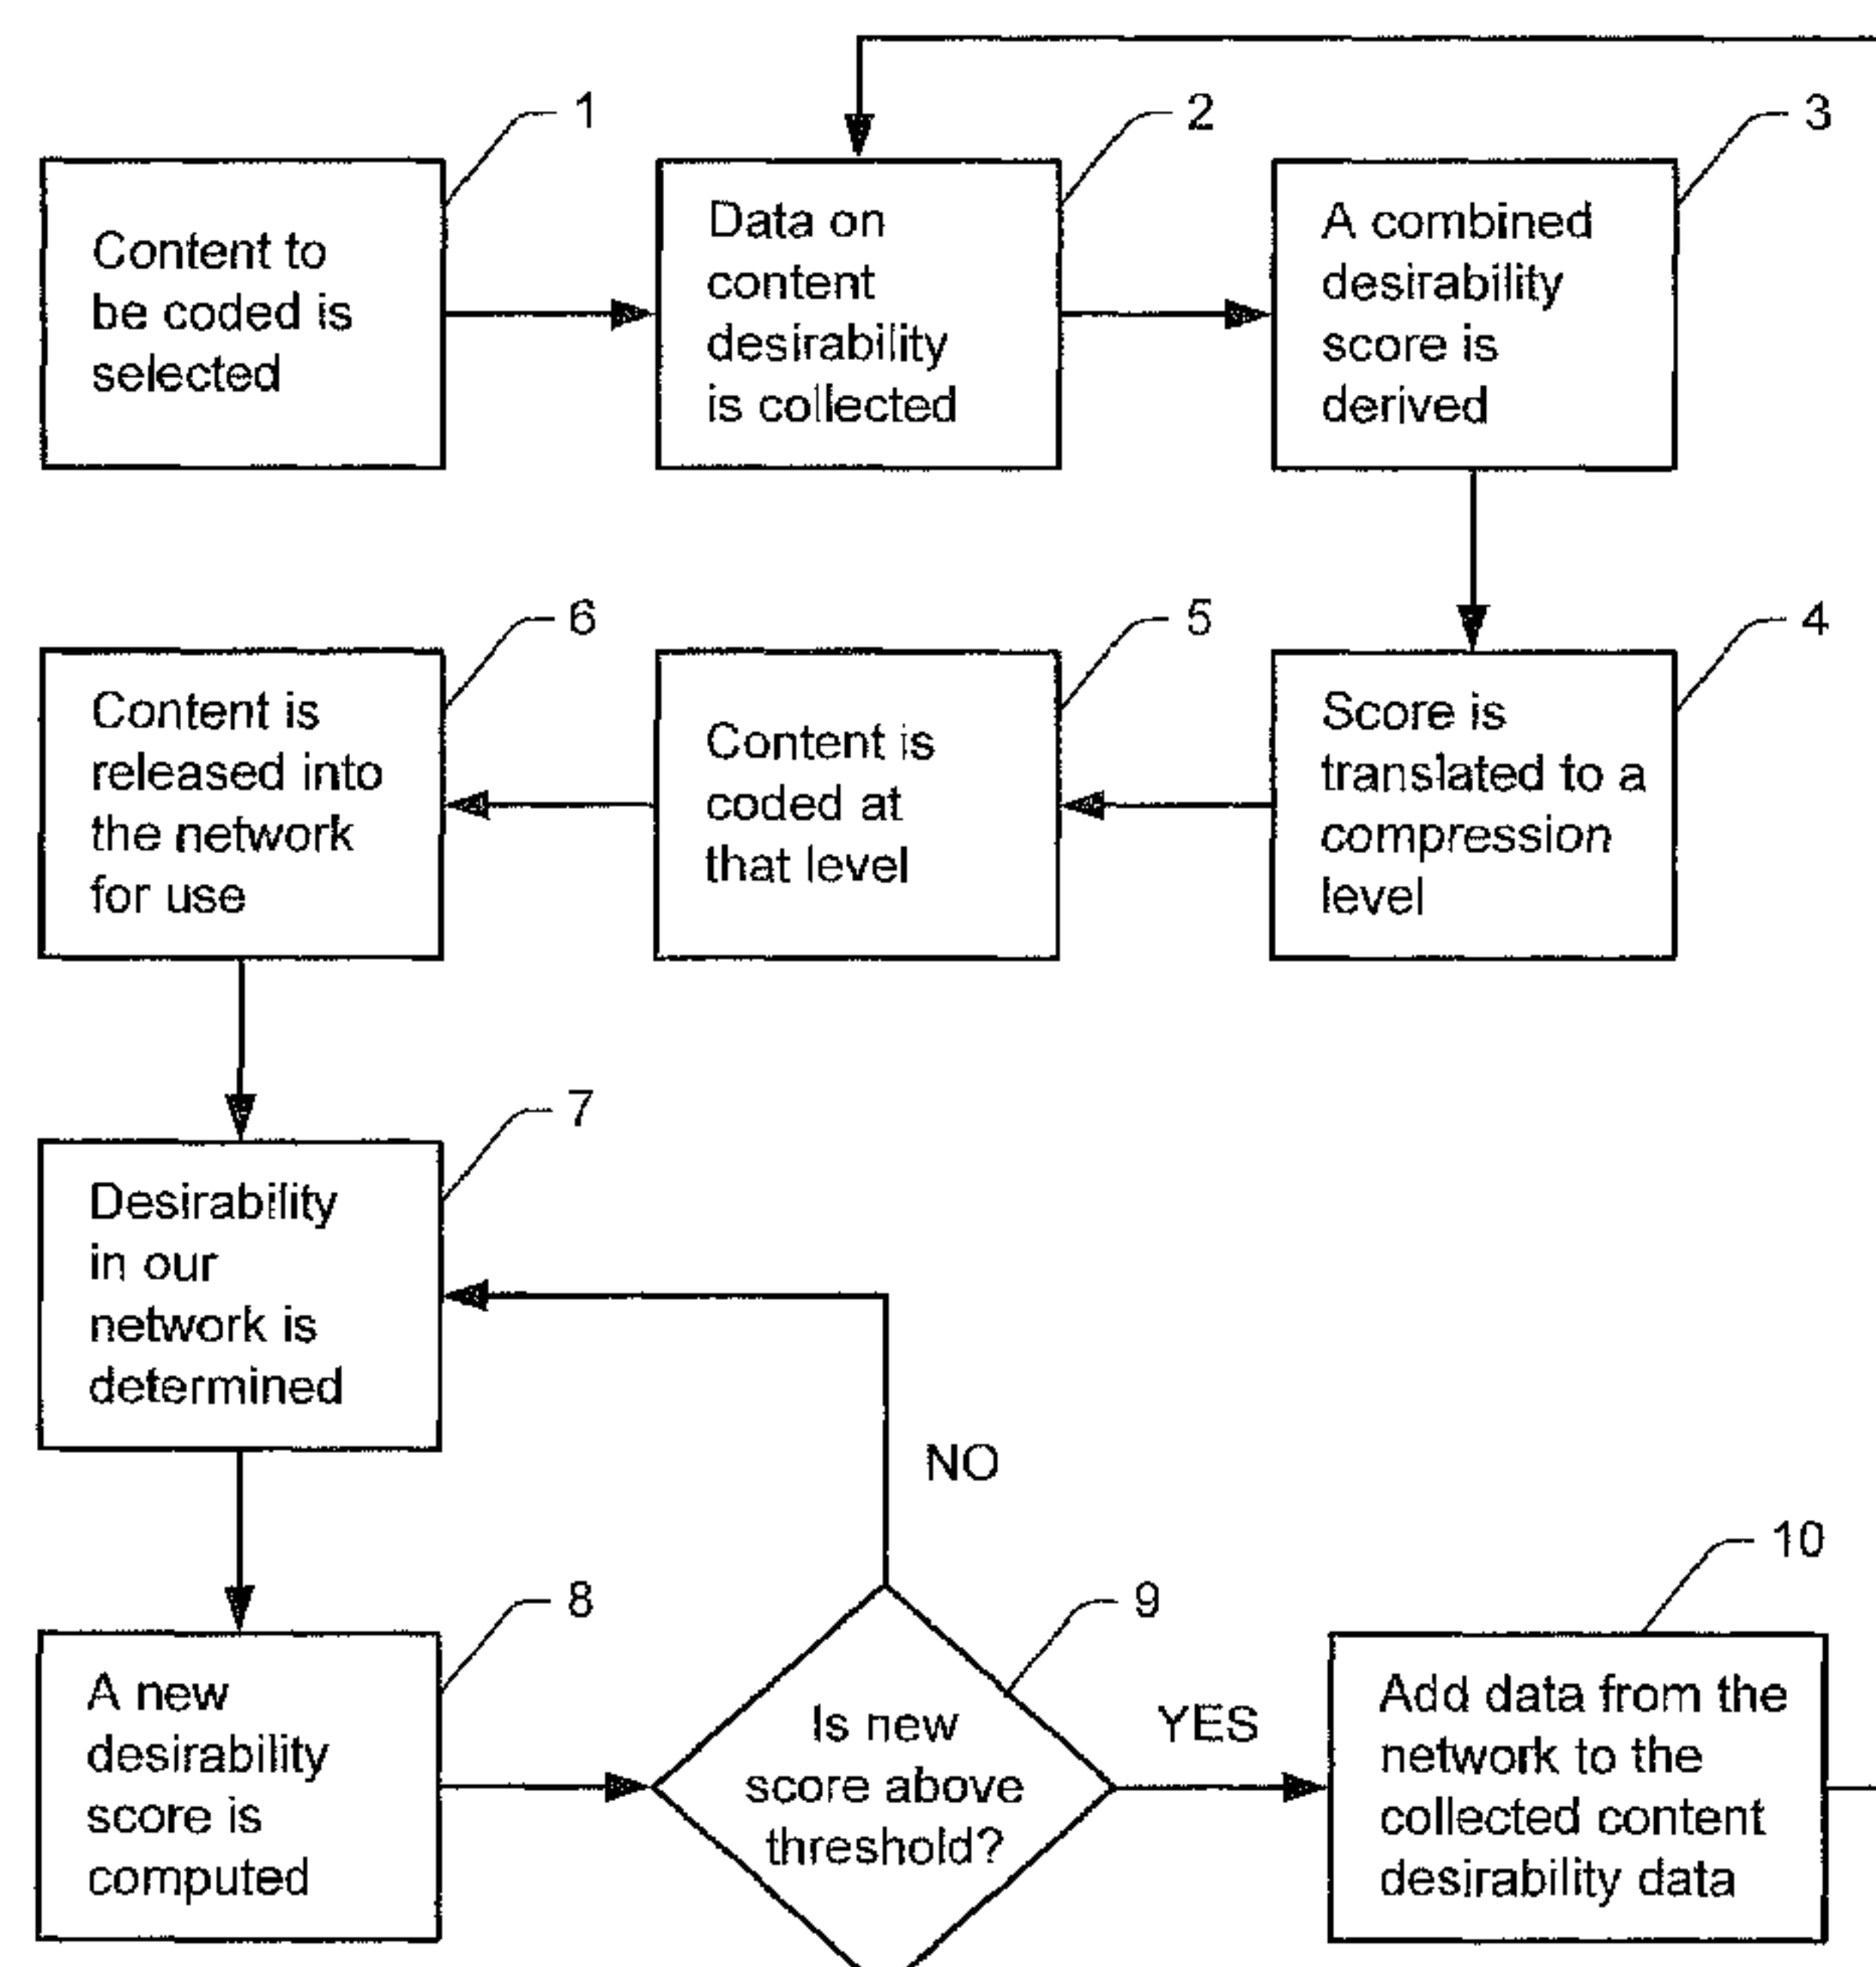 1
Content to
be coded is
selected
2
Data on
content
desirability
is collected
3
A combined
desirability
score is
derived
4
Score is
translated to a
compression
level
5
Content is
coded at
that level
6
Content is
released into
the network
for use
7
Desirability
in our
network is
determined
8
A new
desirability
score is
computed
9
Is new
score above
threshold?
NO
YES
10
Add data from the
network to the
collected content
desirability data